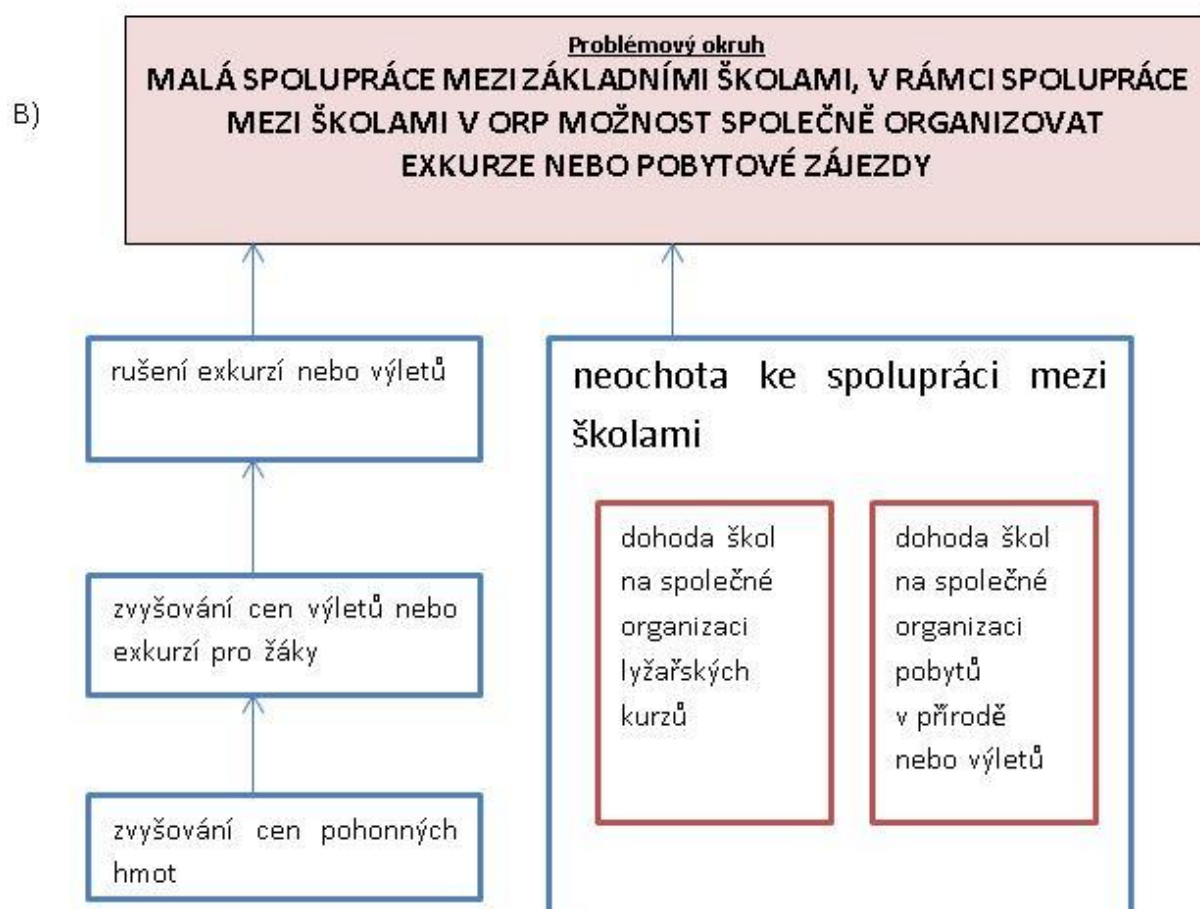 B)
Problémový okruh
MALÁ SPOLUPRÁCE MEZI ZÁKLADNÍMI ŠKOLAMI, V RÁMCI SPOLUPRÁCE
MEZI ŠKOLAMI V ORP MOŽNOST SPOLEČNĚ ORGANIZOVAT
EXKURZE NEBO POBYTOVÉ ZÁJEZDY
rušení exkurzí nebo výletů
zvyšování cen výletů nebo
exkurzí pro žáky
zvyšování cen pohonných
hmot
neochota ke spolupráci mezi
školami
dohoda škol
na společné
organizaci
lyžařských
kurzů
dohoda škol
na společné
organizaci
pobytů
v přírodě
nebo výletů